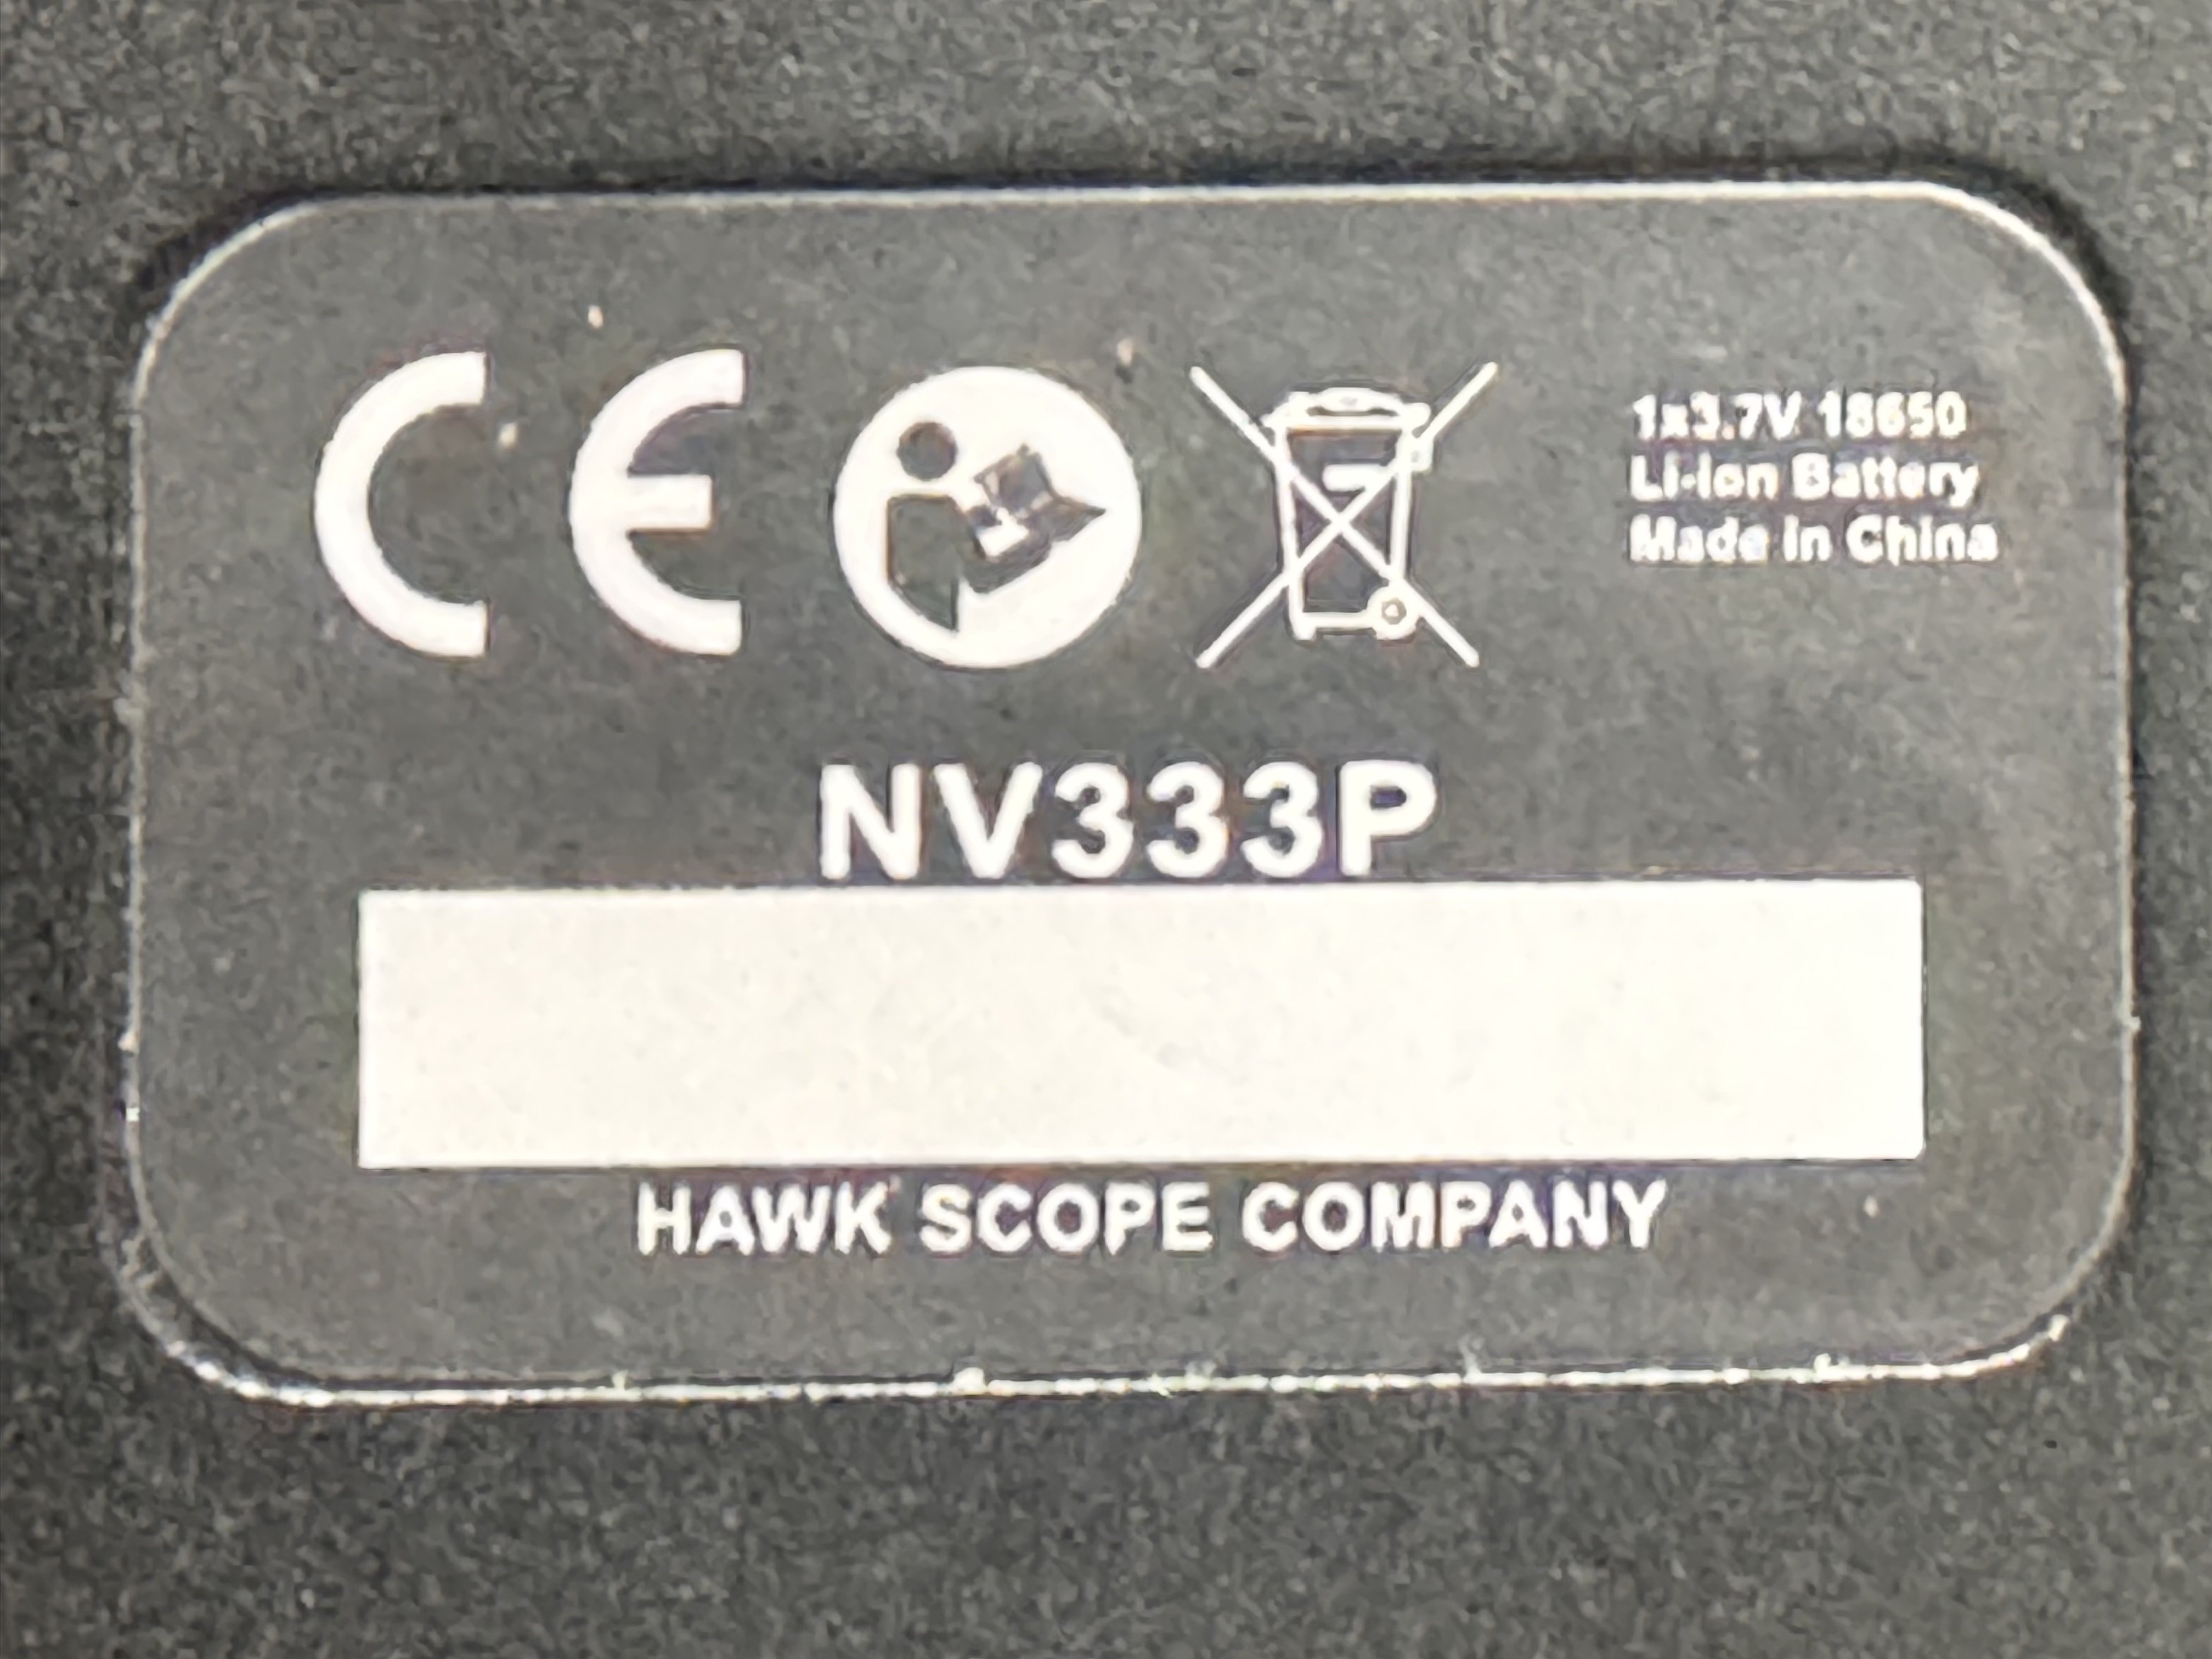 CE
1x3.7V 18650
Li-Ion Battery
Made in China
NV333P
HAWK SCOPE COMPANY